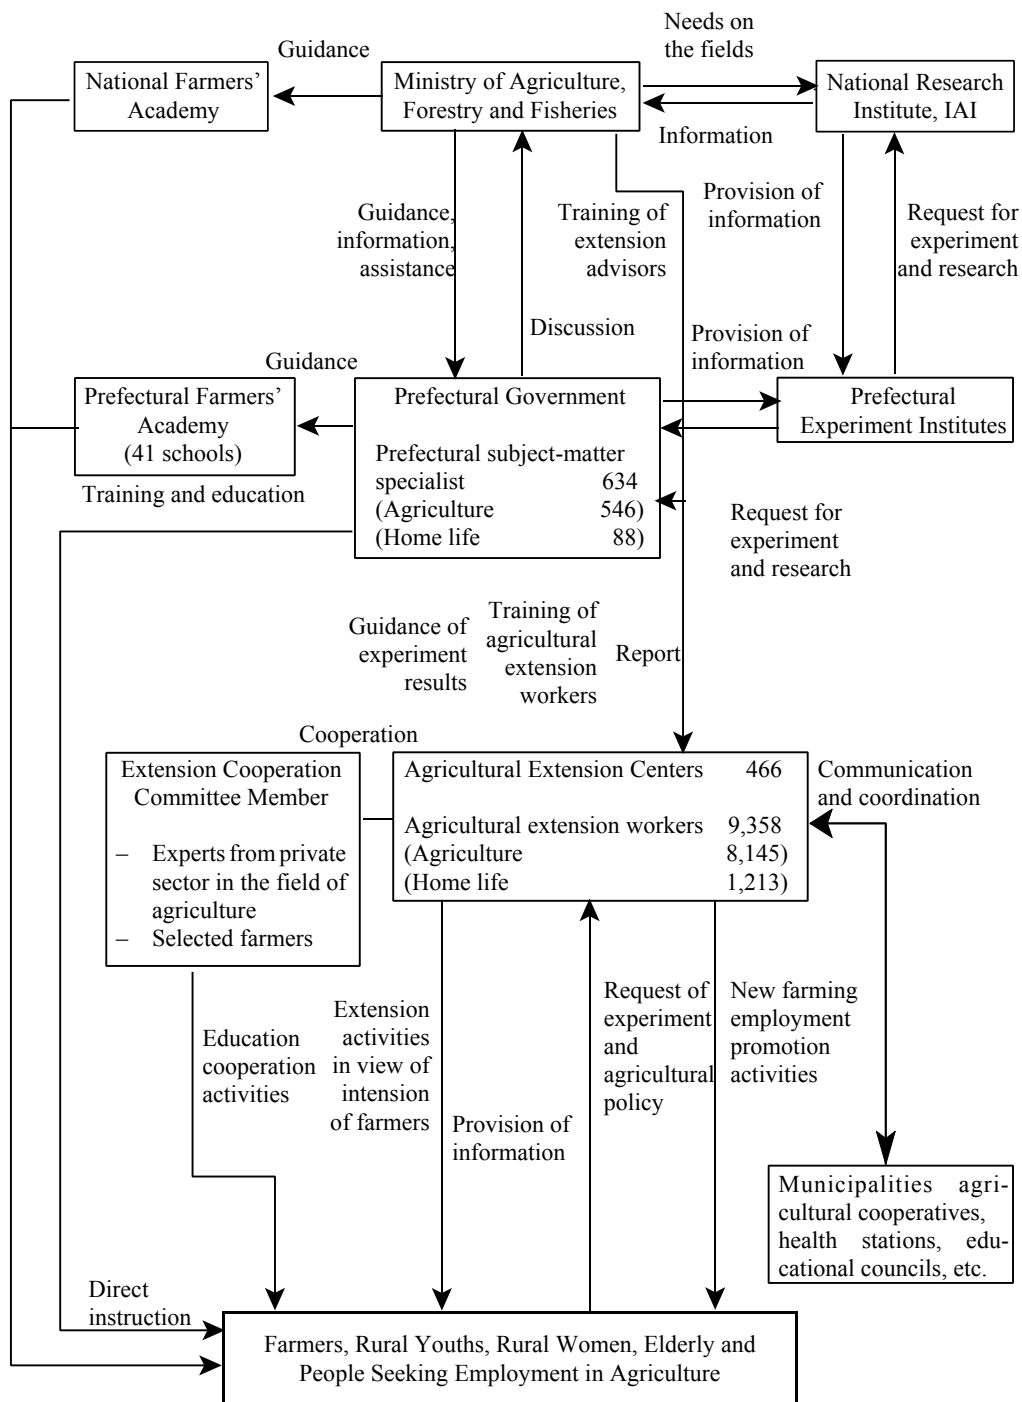 Needs on
the fields
Guidance
National Farmers’
Academy
Ministry of Agriculture,
Forestry and Fisheries
National Research
Institute, IAI
Information
Guidance,
information,
assistance
Training of
extension
advisors
Provision of
information
Request for
experiment
and research
Discussion
Provision of
information
Guidance
Prefectural Farmers’
Academy
(41 schools)
Prefectural Government
Prefectural subject-matter
specialist 634
(Agriculture 546)
(Home life 88)
Prefectural
Experiment Institutes
Training and education
Request for
experiment
and research
Guidance of
experiment
results
Training of
agricultural
extension
workers
Report
Cooperation
Extension Cooperation
Committee Member
– Experts from private
sector in the field of
agriculture
– Selected farmers
Agricultural Extension Centers 466
Agricultural extension workers 9,358
(Agriculture 8,145)
(Home life 1,213)
Communication
and coordination
Education
cooperation
activities
Extension
activities
in view of
intension
of farmers
Provision of
information
Request of
experiment
and
agricultural
policy
New farming
employment
promotion
activities
Municipalities agri-
cultural cooperatives,
health stations, edu-
cational councils, etc.
Direct
instruction
Farmers, Rural Youths, Rural Women, Elderly and
People Seeking Employment in Agriculture